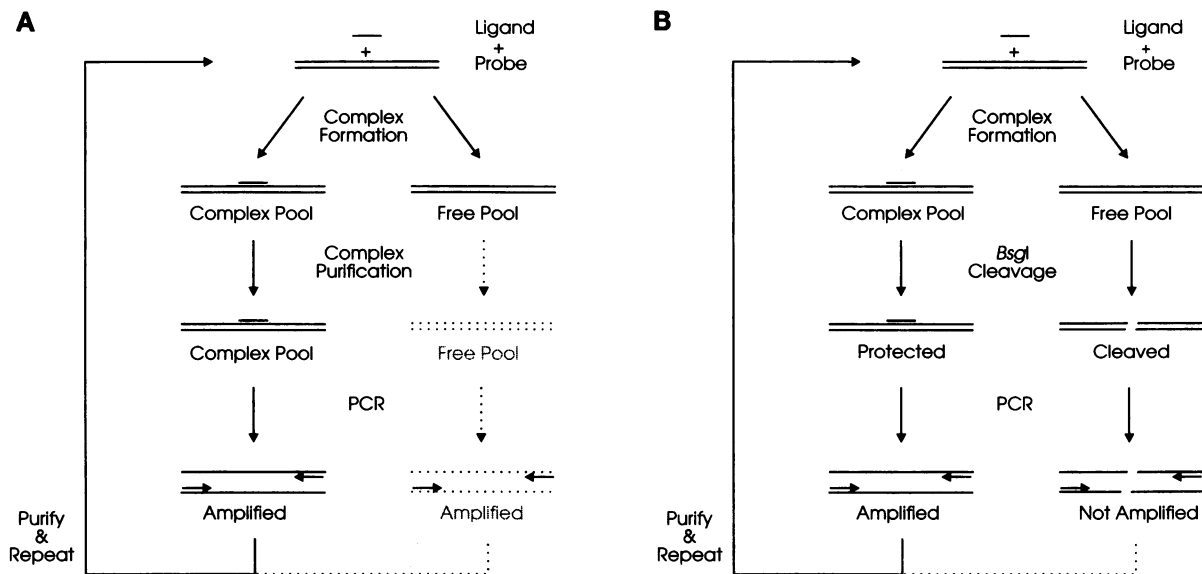 A
Ligand
+
Probe
+
Complex
Formation
Complex Pool
Free Pool
Complex
Purification
Complex Pool
Free Pool
PCR
Amplified
Amplified
Purify
&
Repeat
B
Ligand
+
Probe
+
Complex
Formation
Complex Pool
Free Pool
BsgI
Cleavage
Protected
Cleaved
PCR
Amplified
Not Amplified
Purify
&
Repeat